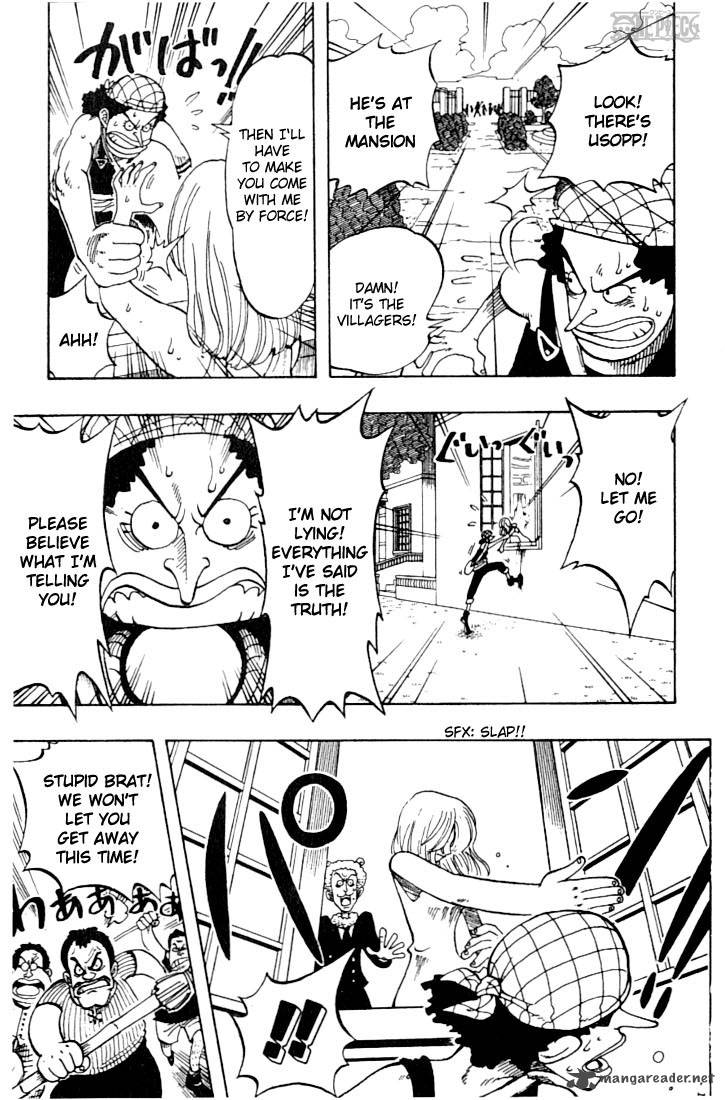 ONE PIECE
LOOK!
THERE'S
USOPP!
HE'S AT
THE
MANSION
DAMN!
IT'S THE
VILLAGERS!
がばっ!!
THEN I'LL
HAVE
TO MAKE
YOU COME
WITH ME
BY FORCE!
AHH!
NO!
LET ME
GO!
ぐいっぐいっ
I'M NOT
LYING!
EVERYTHING
I'VE SAID
IS THE
TRUTH!
PLEASE
BELIEVE
WHAT I'M
TELLING
YOU!
SFX: SLAP!!
パン
!!
STUPID BRAT!
WE WON'T
LET YOU
GET AWAY
THIS TIME!
わあああああ
mangareader.net